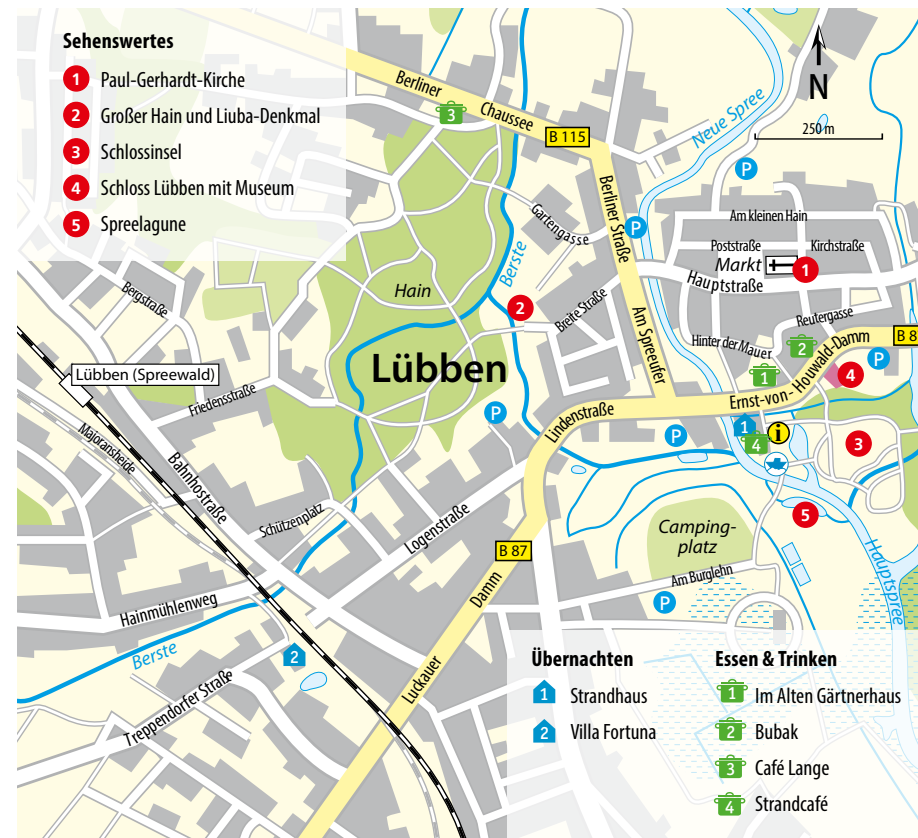 Sehenswertes
1 Paul-Gerhardt-Kirche
2 Großer Hain und Liuba-Denkmal
3 Schlossinsel
4 Schloss Lübben mit Museum
5 Spreelagune
Berliner Chaussee
3
B 115
N
250 m
Neue Spree
P
P
Am kleinen Hain
Poststraße
Kirchstraße
Markt
1
Hauptstraße
Berliner Straße
Gartengasse
Berste
Hain
2
Breite Straße
Bergstraße
Reutergasse
Hinter der Mauer
2
B 8
P
Am Spreeufer
Lübben
Lübben (Spreewald)
1
4
Ernst-von-Houwald-Damm
Friedensstraße
P
Lindenstraße
P
1
i
4
3
Majoransheide
Bahnhostraße
Schützenplatz
Logenstraße
5
Camping-
platz
B 87
Hauptspree
Am Burglehn
Damm
P
Hainmühlenweg
Berste
2
Treppendorfer Straße
Luckauer
Übernachten
1 Strandhaus
2 Villa Fortuna
Essen & Trinken
1 Im Alten Gärtnerhaus
2 Bubak
3 Café Lange
4 Strandcafé